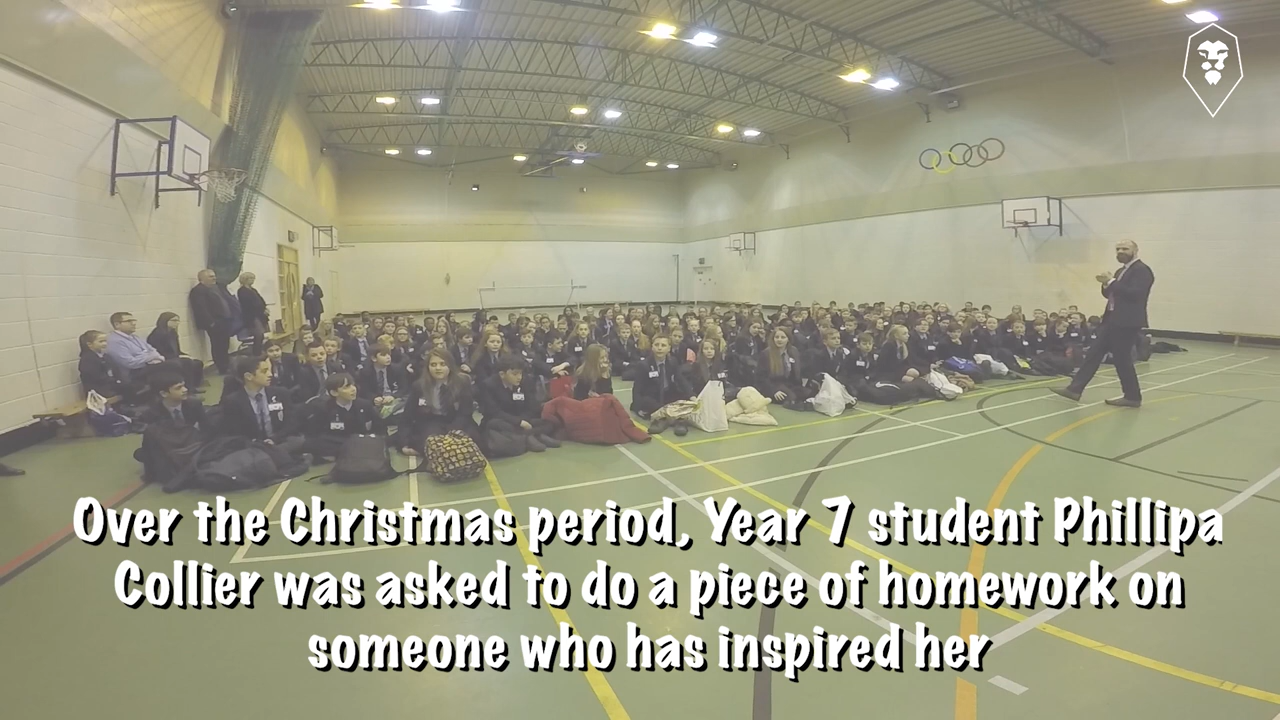 Over the Christmas period, Year 7 student Phillipa
Collier was asked to do a piece of homework on
someone who has inspired her